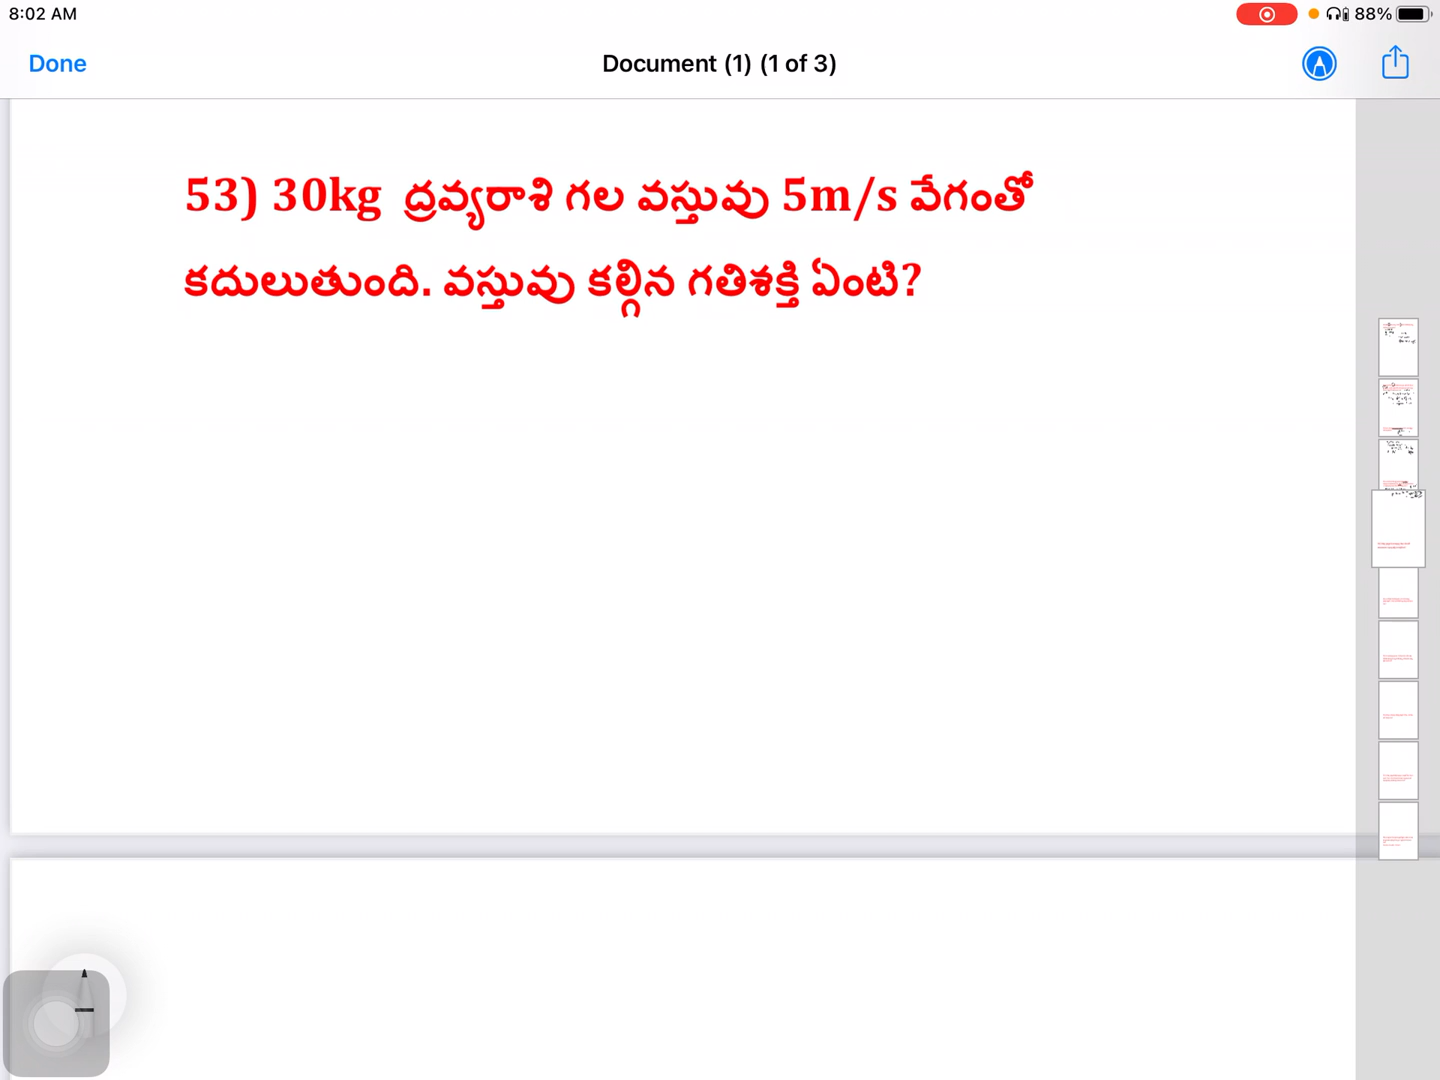 8:02 AM
88%
Done
Document (1) (1 of 3)
53) 30kg ద్రవ్యరాశి గల వస్తువు 5m/s వేగంతో
కదులుతుంది. వస్తువు కల్గిన గతిశక్తి ఏంటి?